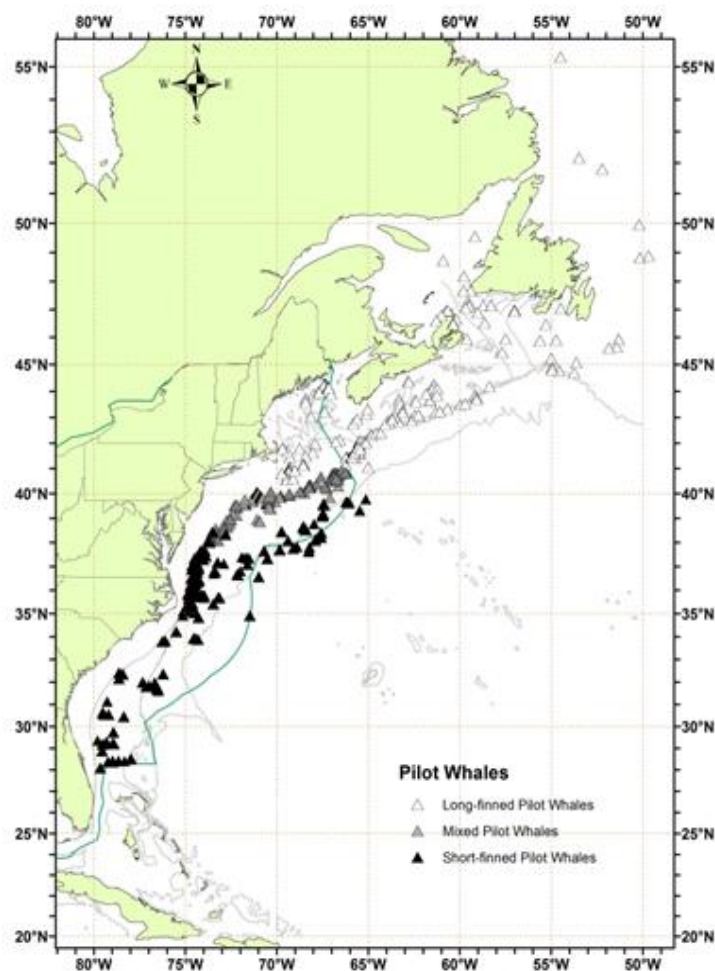 80°W 75°W 70°W 65°W 60°W 55°W 50°W
N
W E
S
55°N 55°N
50°N 50°N
45°N 45°N
40°N 40°N
35°N 35°N
30°N 30°N
Pilot Whales
Long-finned Pilot Whales
Mixed Pilot Whales
Short-finned Pilot Whales
25°N 25°N
20°N 20°N
80°W 75°W 70°W 65°W 60°W 55°W 50°W